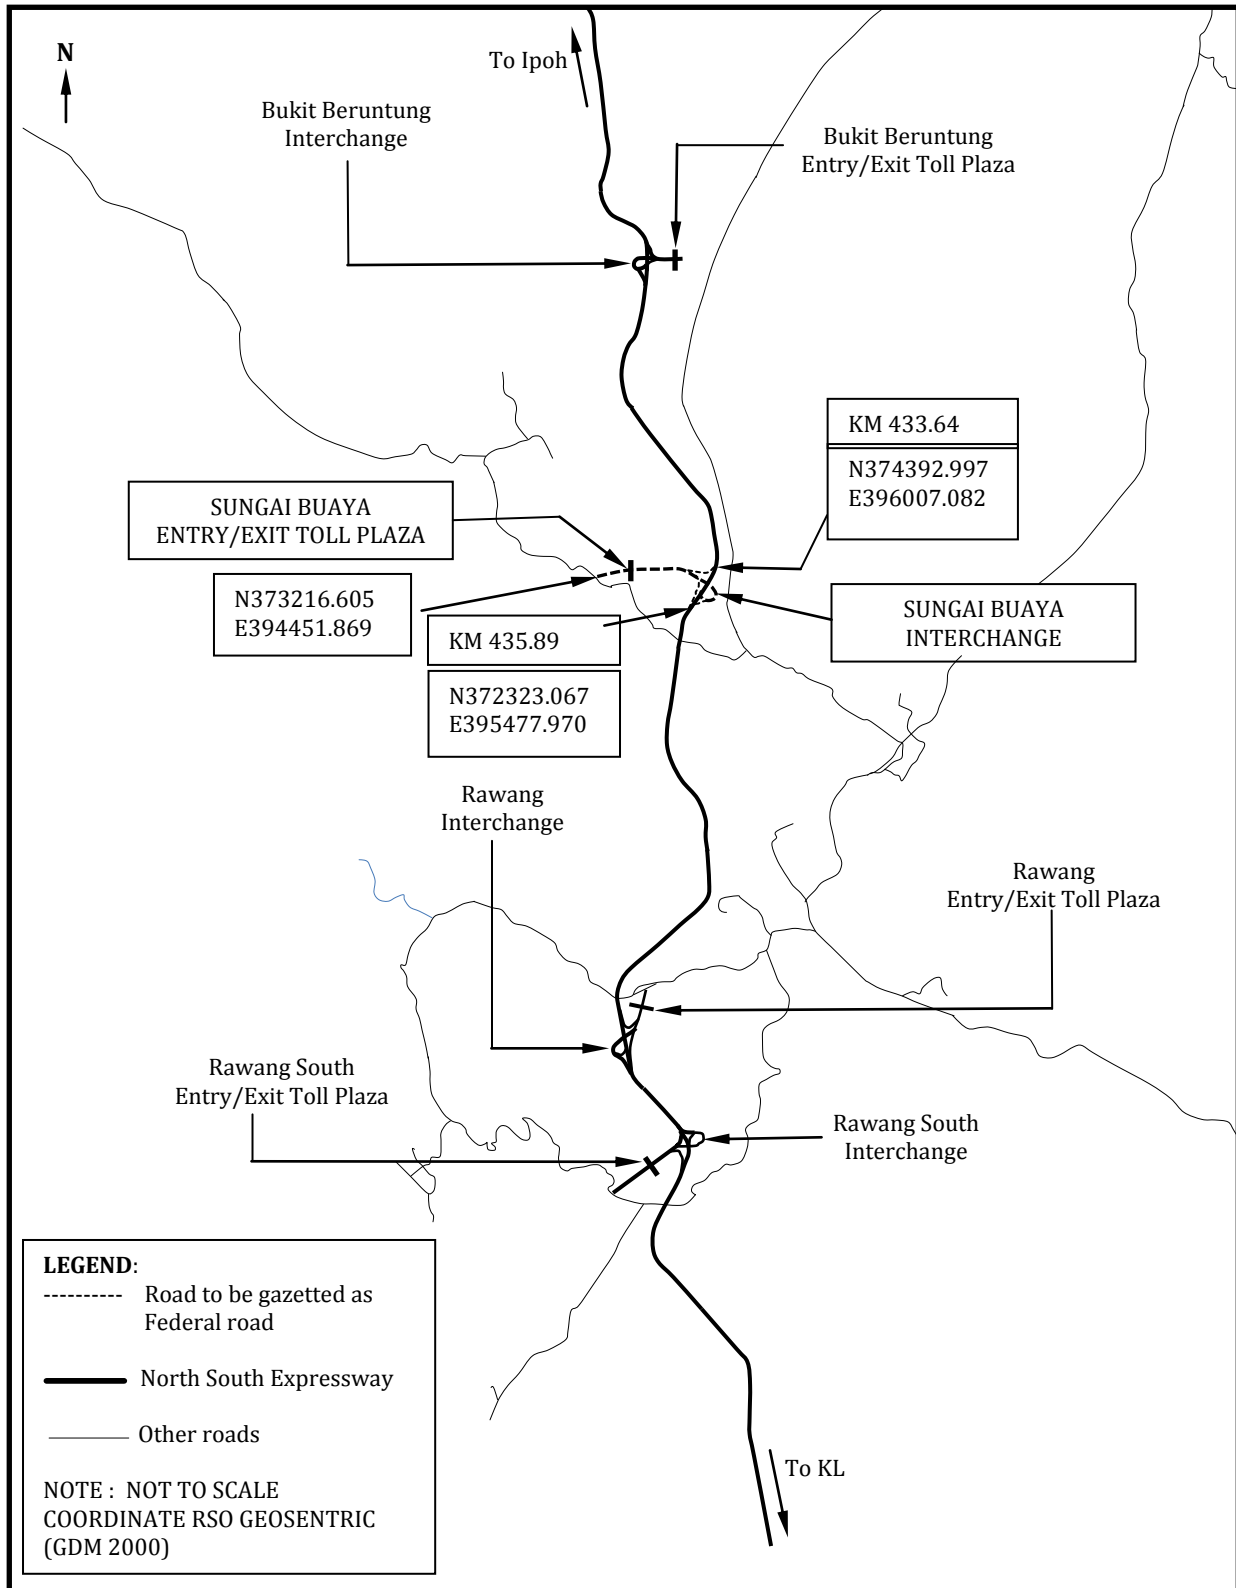 N
To Ipoh
Bukit Beruntung
Interchange
Bukit Beruntung
Entry/Exit Toll Plaza
KM 433.64
N374392.997
E396007.082
SUNGAI BUAYA
ENTRY/EXIT TOLL PLAZA
N373216.605
E394451.869
KM 435.89
N372323.067
E395477.970
SUNGAI BUAYA
INTERCHANGE
Rawang
Interchange
Rawang
Entry/Exit Toll Plaza
Rawang South
Entry/Exit Toll Plaza
Rawang South
Interchange
LEGEND:
---------- Road to be gazetted as
Federal road
North South Expressway
Other roads
NOTE : NOT TO SCALE
COORDINATE RSO GEOSENTRIC
(GDM 2000)
To KL